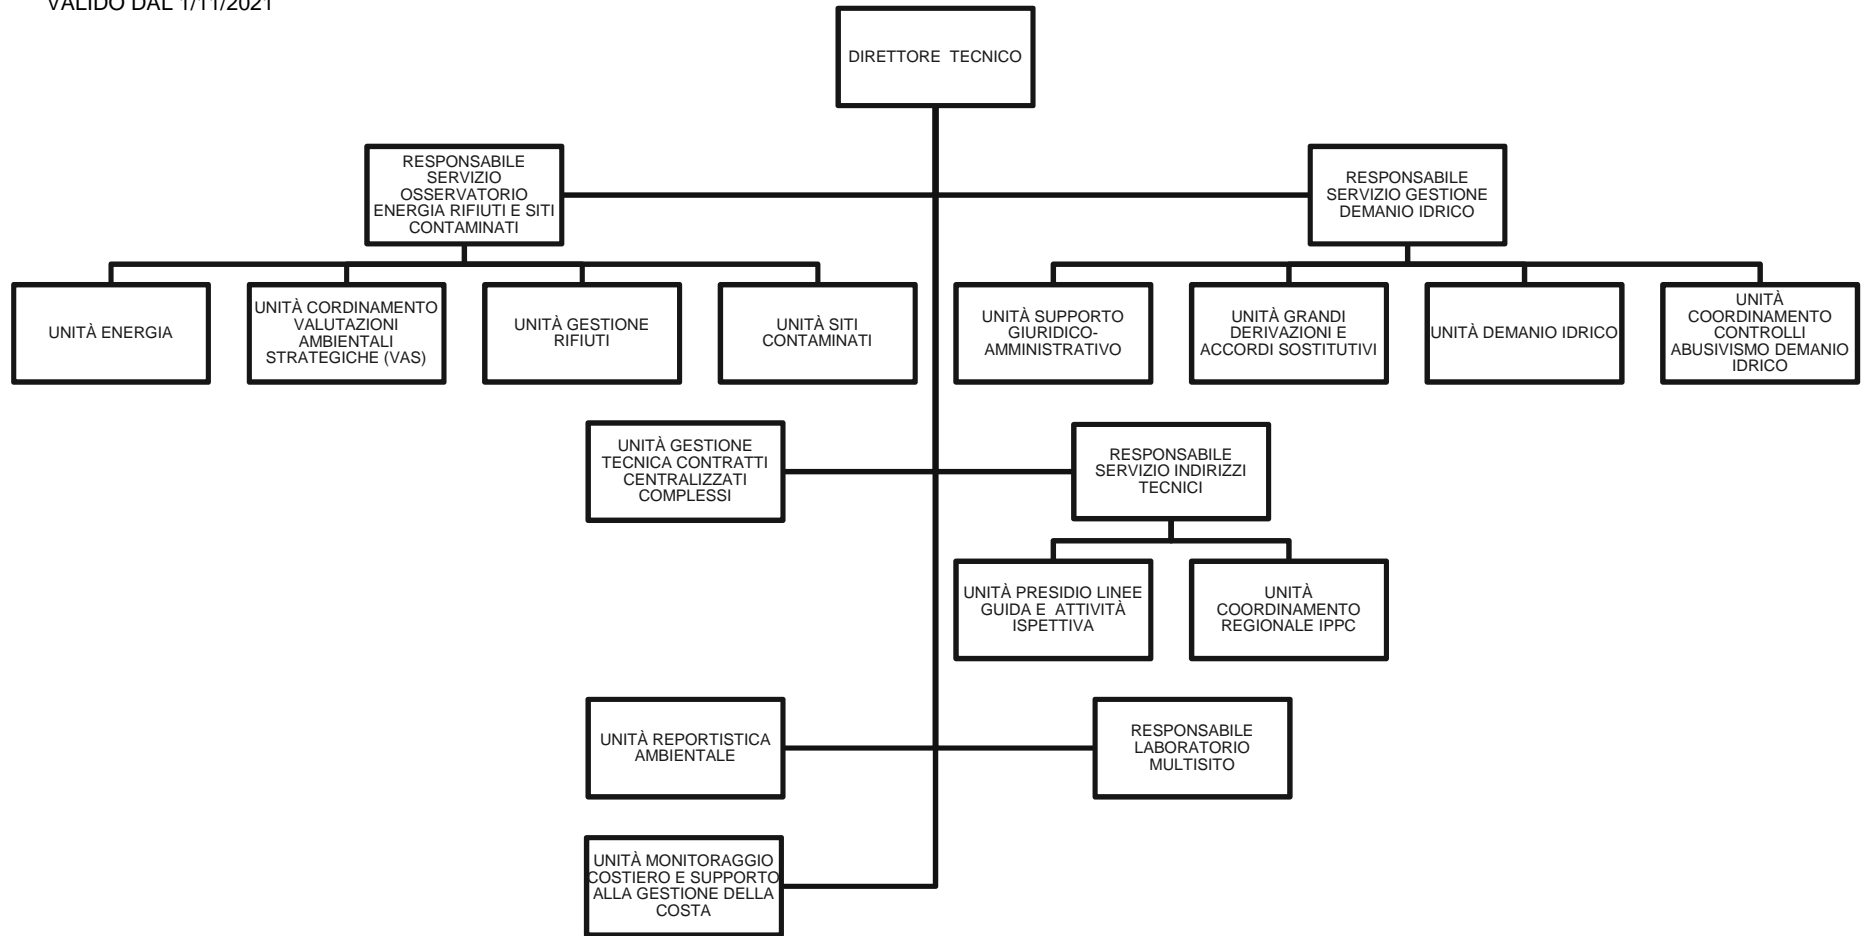 VALIDO DAL 1/11/2021
DIRETTORE TECNICO
RESPONSABILE
SERVIZIO
OSSERVATORIO
ENERGIA RIFIUTI E SITI
CONTAMINATI
RESPONSABILE
SERVIZIO GESTIONE
DEMANIO IDRICO
UNITÀ ENERGIA
UNITÀ CORDINAMENTO
VALUTAZIONI
AMBIENTALI
STRATEGICHE (VAS)
UNITÀ GESTIONE
RIFIUTI
UNITÀ SITI
CONTAMINATI
UNITÀ SUPPORTO
GIURIDICO-
AMMINISTRATIVO
UNITÀ GRANDI
DERIVAZIONI E
ACCORDI SOSTITUTIVI
UNITÀ DEMANIO IDRICO
UNITÀ
COORDINAMENTO
CONTROLLI
ABUSIVISMO DEMANIO
IDRICO
UNITÀ GESTIONE
TECNICA CONTRATTI
CENTRALIZZATI
COMPLESSI
RESPONSABILE
SERVIZIO INDIRIZZI
TECNICI
UNITÀ PRESIDIO LINEE
GUIDA E ATTIVITÀ
ISPETTIVA
UNITÀ
COORDINAMENTO
REGIONALE IPPC
UNITÀ REPORTISTICA
AMBIENTALE
RESPONSABILE
LABORATORIO
MULTISITO
UNITÀ MONITORAGGIO
COSTIERO E SUPPORTO
ALLA GESTIONE DELLA
COSTA